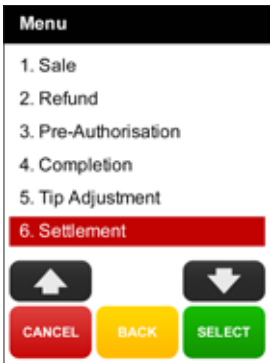 Menu
1. Sale
2. Refund
3. Pre-Authorisation
4. Completion
5. Tip Adjustment
6. Settlement
CANCEL BACK SELECT